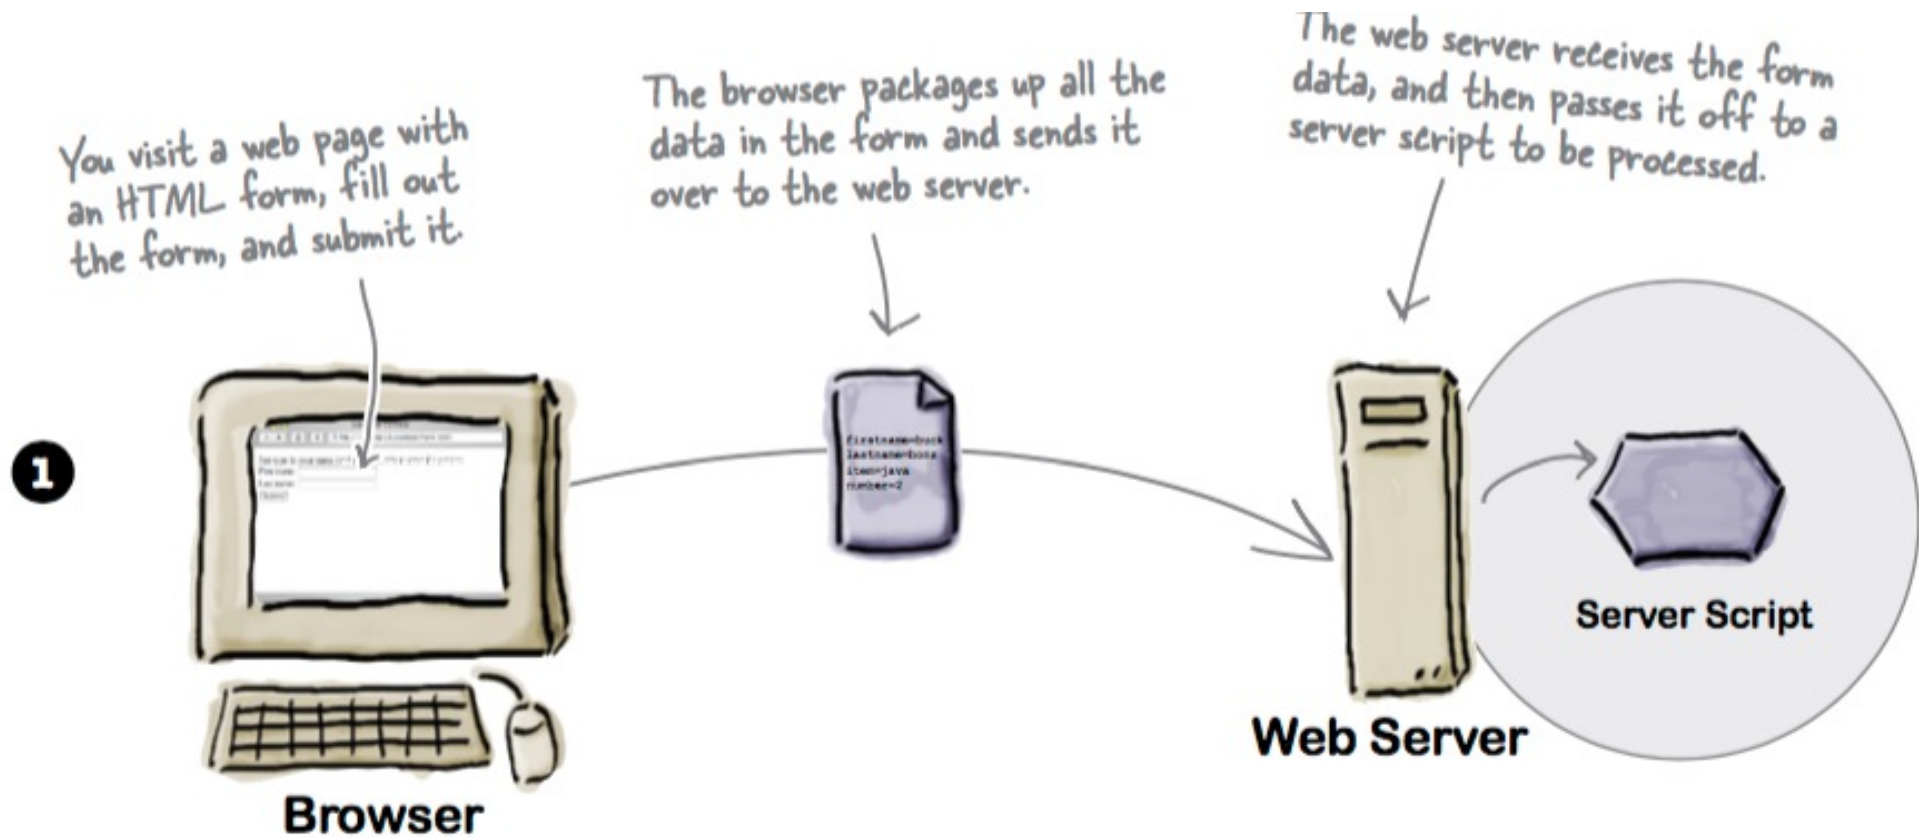 You visit a web page with
an HTML form, fill out
the form, and submit it.
The browser packages up all the
data in the form and sends it
over to the web server.
The web server receives the form
data, and then passes it off to a
server script to be processed.
1
firstname=buck
lastname=bona
item=java
number=2
Server Script
Web Server
Browser